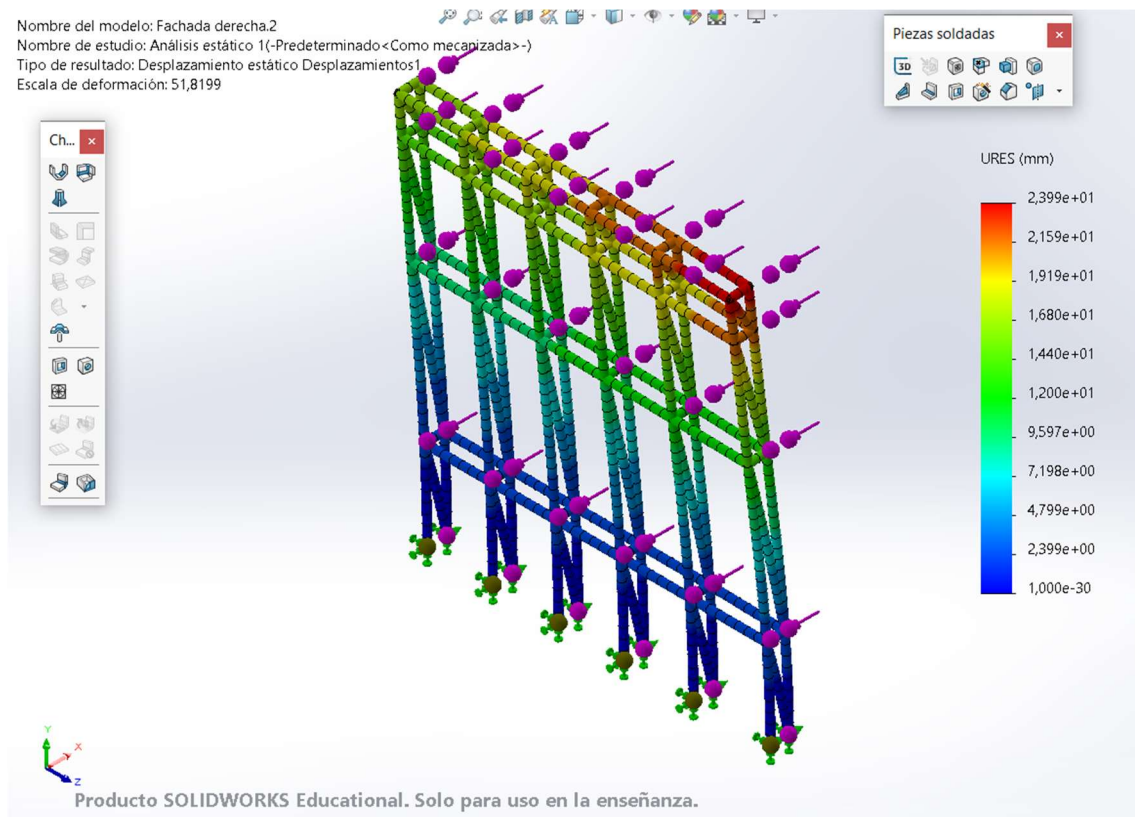 Nombre del modelo: Fachada derecha.2
Nombre de estudio: Análisis estático 1(-Predeterminado<Como mecanizada>-)
Tipo de resultado: Desplazamiento estático Desplazamientos1
Escala de deformación: 51,8199
Piezas soldadas
3D
Ch...
URES (mm)
2,399e+01
2,159e+01
1,919e+01
1,680e+01
1,440e+01
1,200e+01
9,597e+00
7,198e+00
4,799e+00
2,399e+00
1,000e-30
Y
X
Z
Producto SOLIDWORKS Educational. Solo para uso en la enseñanza.